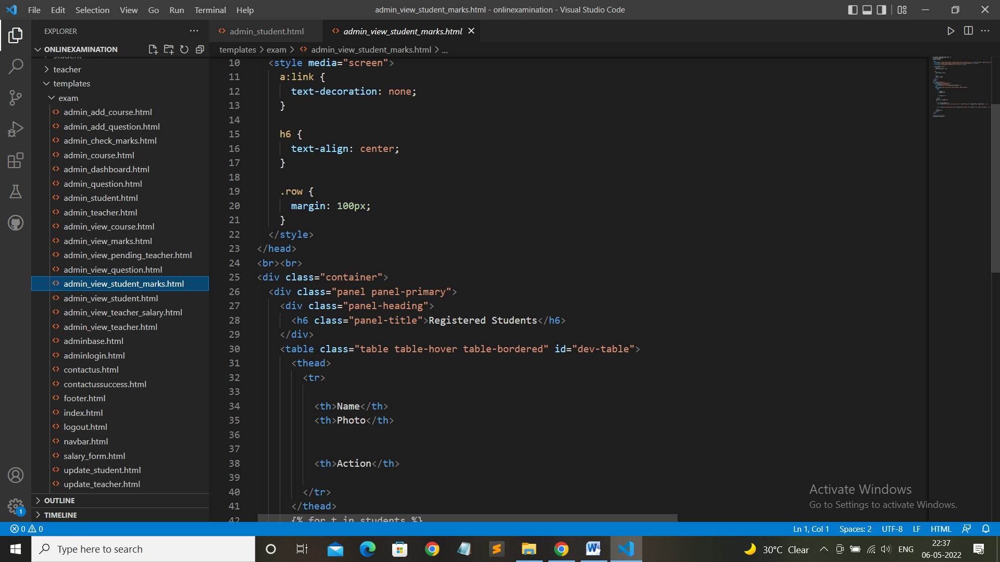 File Edit Selection View Go Run Terminal Help
admin_view_student_marks.html - onlinexamination - Visual Studio Code
EXPLORER
ONLINEXAMINATION
student
teacher
templates
exam
admin_add_course.html
admin_add_question.html
admin_check_marks.html
admin_course.html
admin_dashboard.html
admin_question.html
admin_student.html
admin_teacher.html
admin_view_course.html
admin_view_marks.html
admin_view_pending_teacher.html
admin_view_question.html
admin_view_student_marks.html
admin_view_student.html
admin_view_teacher_salary.html
admin_view_teacher.html
adminbase.html
adminlogin.html
contactus.html
contactussuccess.html
footer.html
index.html
logout.html
navbar.html
salary_form.html
update_student.html
update_teacher.html
OUTLINE
TIMELINE
1
admin_student.html admin_view_student_marks.html
templates > exam > admin_view_student_marks.html > ...
10 <style media="screen">
11 a:link {
12 text-decoration: none;
13 }
14
15 h6 {
16 text-align: center;
17 }
18
19 .row {
20 margin: 100px;
21 }
22 </style>
23 </head>
24 <br><br>
25 <div class="container">
26 <div class="panel panel-primary">
27 <div class="panel-heading">
28 <h6 class="panel-title">Registered Students</h6>
29 </div>
30 <table class="table table-hover table-bordered" id="dev-table">
31 <thead>
32 <tr>
33
34 <th>Name</th>
35 <th>Photo</th>
36
37
38 <th>Action</th>
39
40 </tr>
41 </thead>
42 {% for t in students %}
Activate Windows
Go to Settings to activate Windows.
0 0
Ln 1, Col 1 Spaces: 2 UTF-8 LF HTML
Type here to search
30°C Clear ENG
22:37
06-05-2022